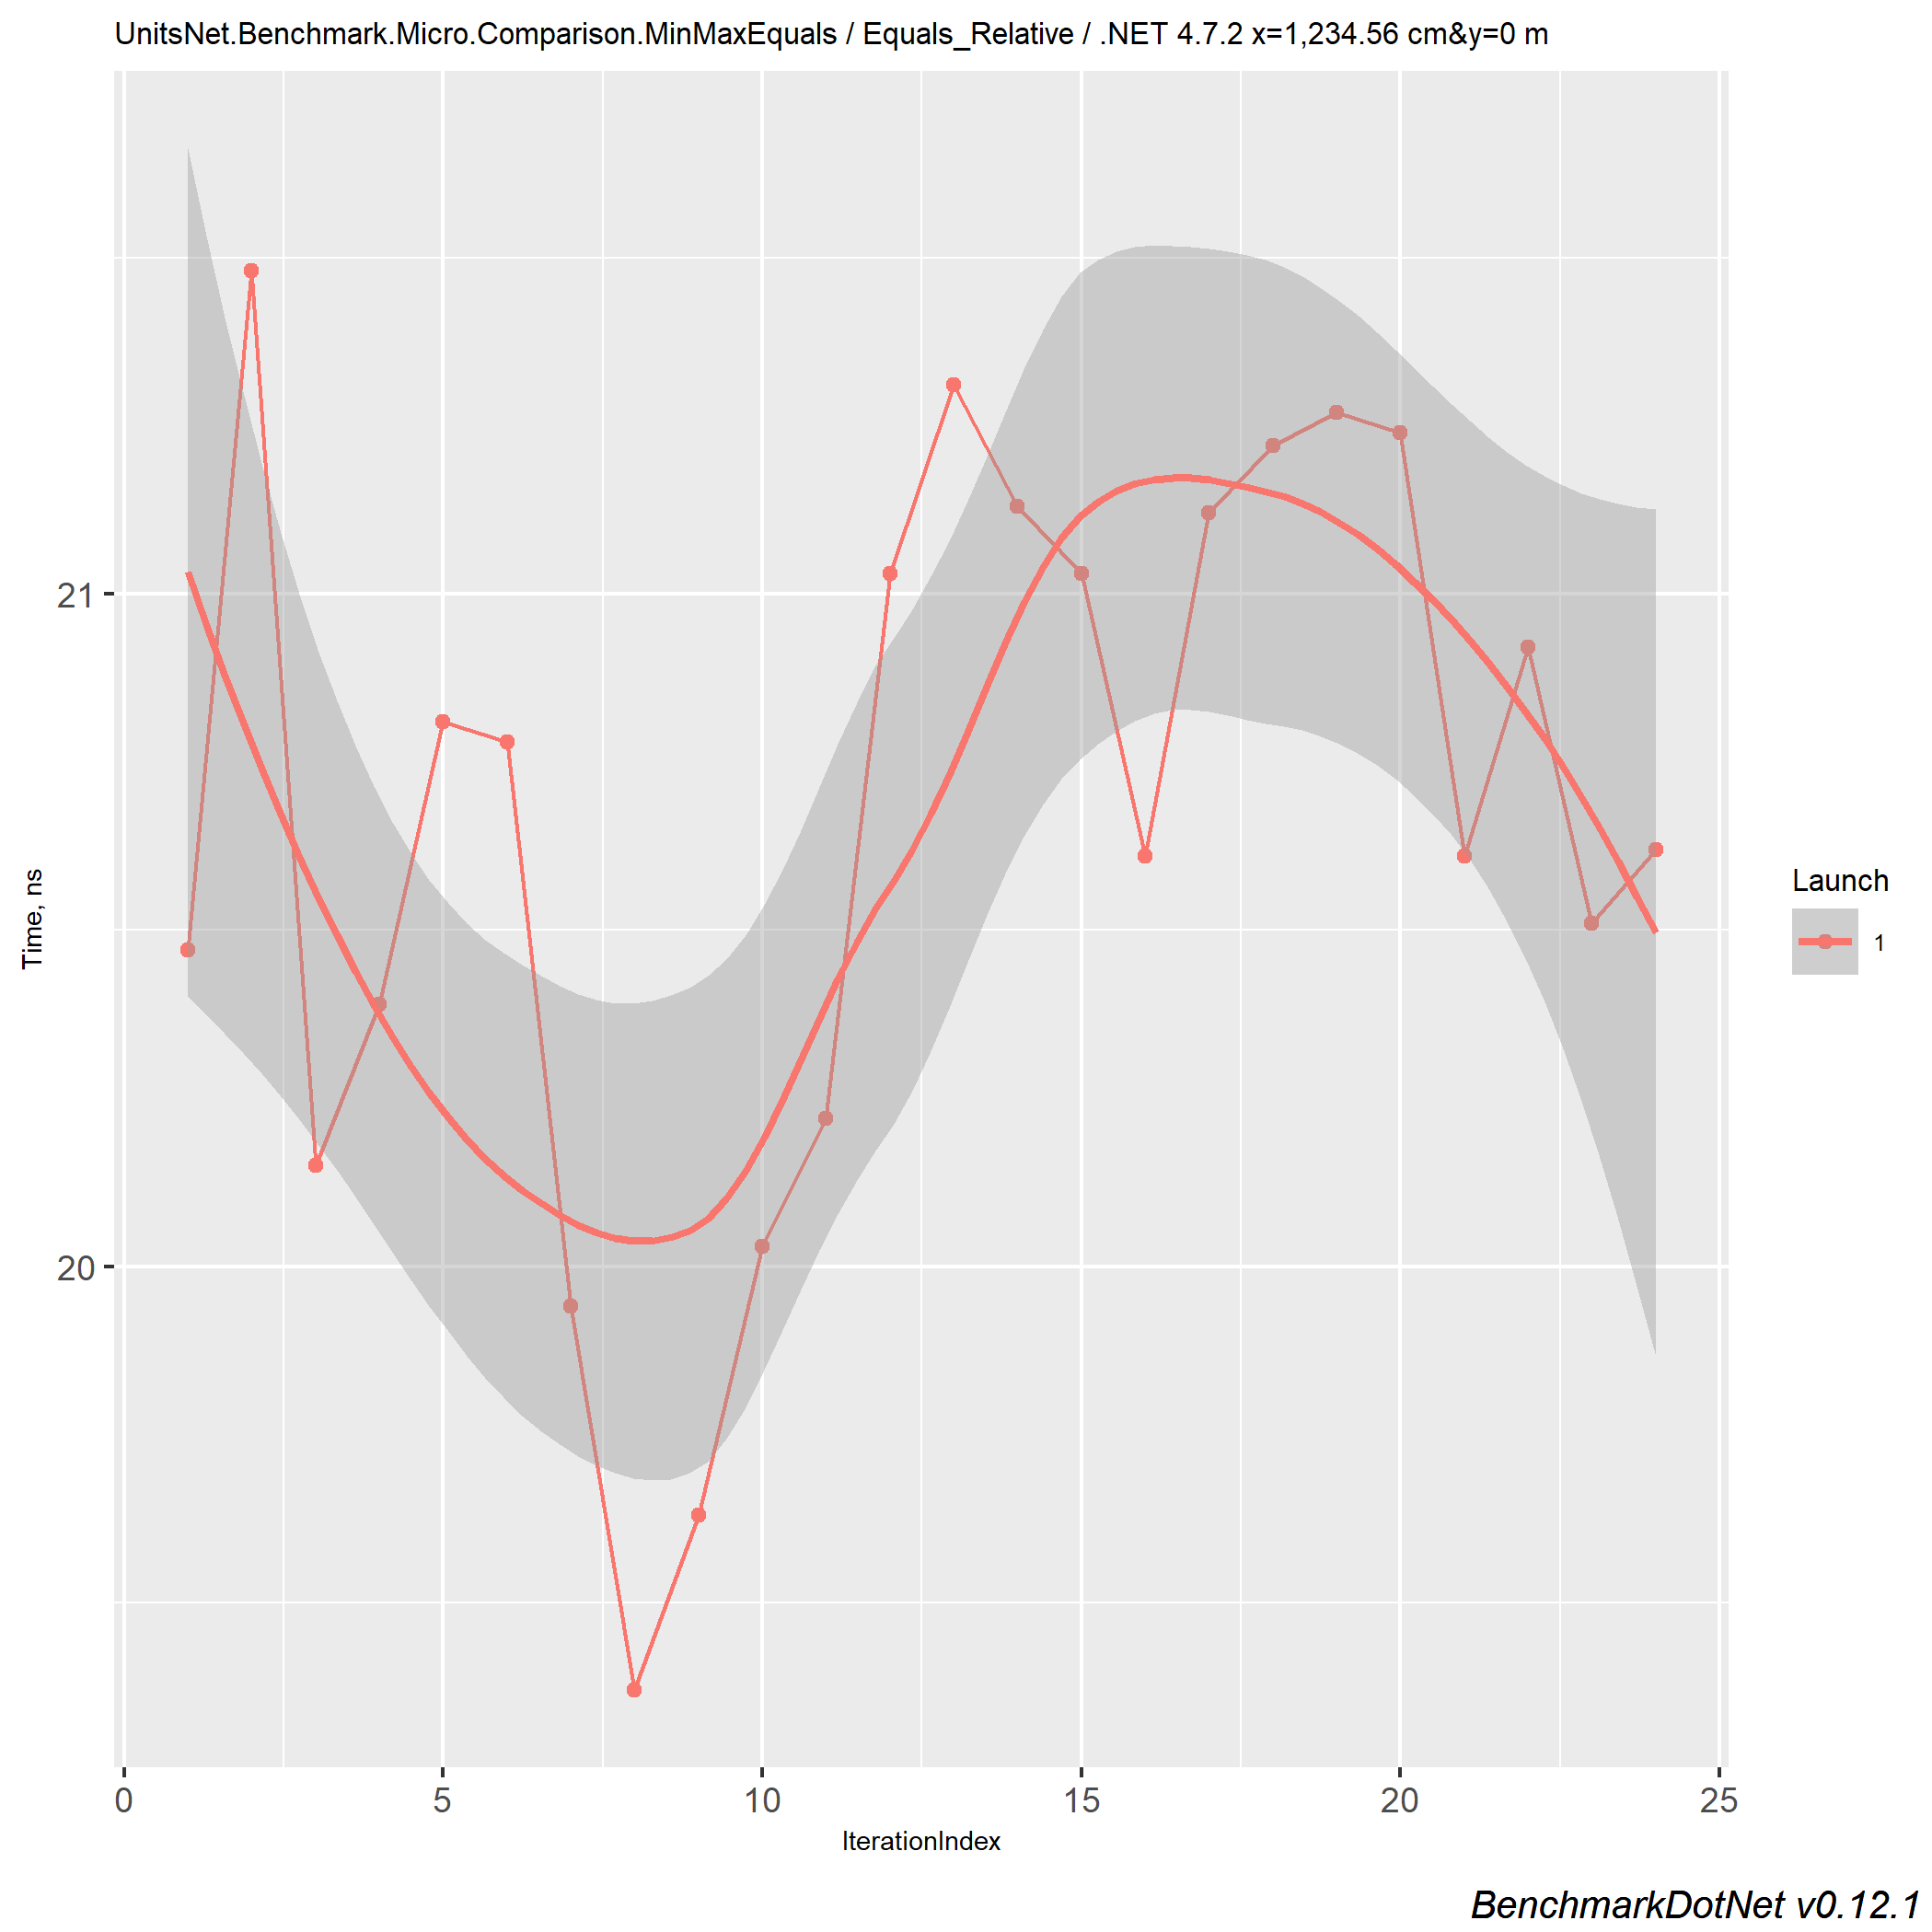 UnitsNet.Benchmark.Micro.Comparison.MinMaxEquals / Equals_Relative / .NET 4.7.2 x=1,234.56 cm&y=0 m
21
20
Time, ns
0 5 10 15 20 25
IterationIndex
Launch
1
BenchmarkDotNet v0.12.1